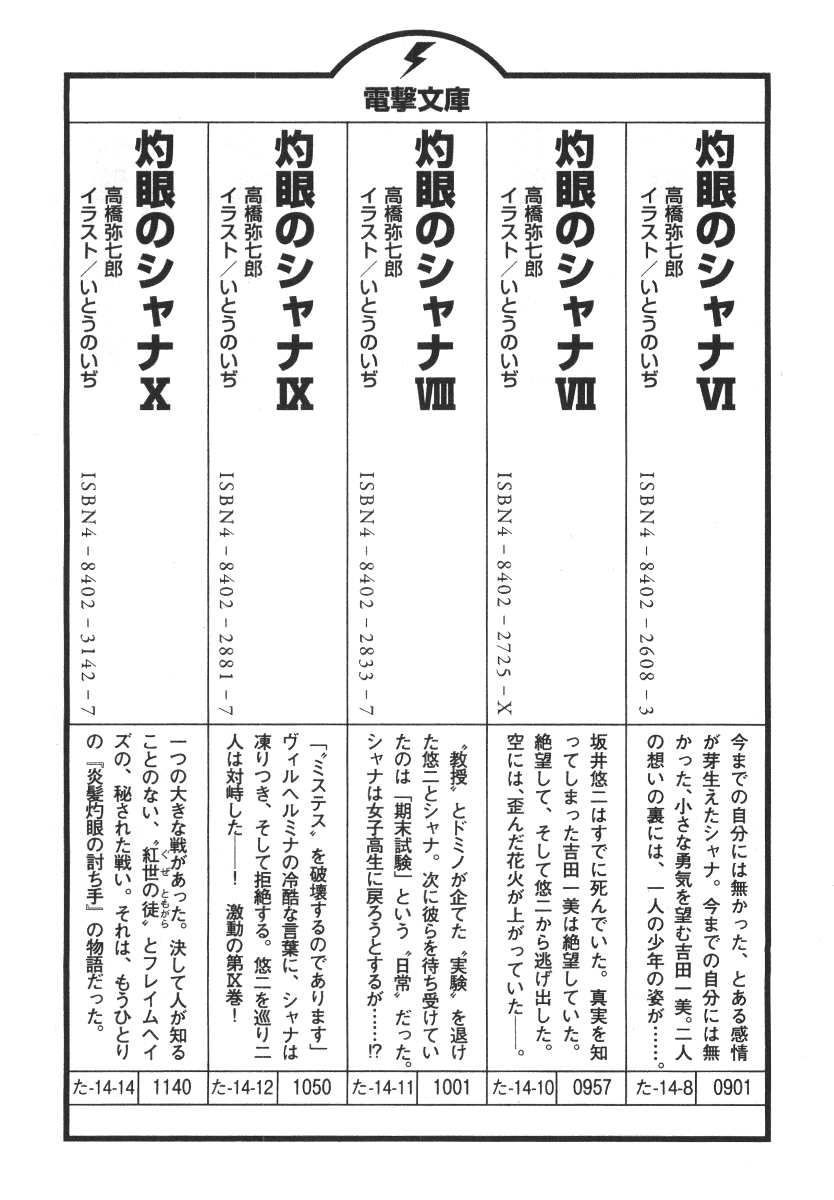 電撃文庫
灼眼のシャナⅥ
高橋弥七郎
イラスト／いとうのいぢ
ISBN4-8402-2608-3
今までの自分には無かった、とある感情
が芽生えたシャナ。今までの自分には無
かった、小さな勇気を望む吉田一美。二人
の想いの裏には、一人の少年の姿が……。
た-14-8
0901
灼眼のシャナⅦ
高橋弥七郎
イラスト／いとうのいぢ
ISBN4-8402-2725-X
坂井悠二はすでに死んでいた。真実を知
ってしまった吉田一美は絶望していた。
絶望して、そして悠二から逃げ出した。
空には、歪んだ花火が上がっていた――。
た-14-10
0957
灼眼のシャナⅧ
高橋弥七郎
イラスト／いとうのいぢ
ISBN4-8402-2833-7
〝教授〟とドミノが企てた〝実験〟を退け
た悠二とシャナ。次に彼らを待ち受けてい
たのは「期末試験」という〝日常〟だった。
シャナは女子高生に戻ろうとするが……!?
た-14-11
1001
灼眼のシャナⅨ
高橋弥七郎
イラスト／いとうのいぢ
ISBN4-8402-2881-7
「〝ミステス〟を破壊するのであります」
ヴィルヘルミナの冷酷な言葉に、シャナは
凍りつき、そして拒絶する。悠二を巡り二
人は対峙した――！　激動の第Ⅸ巻！
た-14-12
1050
灼眼のシャナⅩ
高橋弥七郎
イラスト／いとうのいぢ
ISBN4-8402-3142-7
一つの大きな戦があった。決して人が知る
ことのない、〝紅世の徒〟とフレイムヘイ
ぐぜ ともがら
ズの、秘された戦い。それは、もうひとり
の『炎髪灼眼の討ち手』の物語だった。
た-14-14
1140